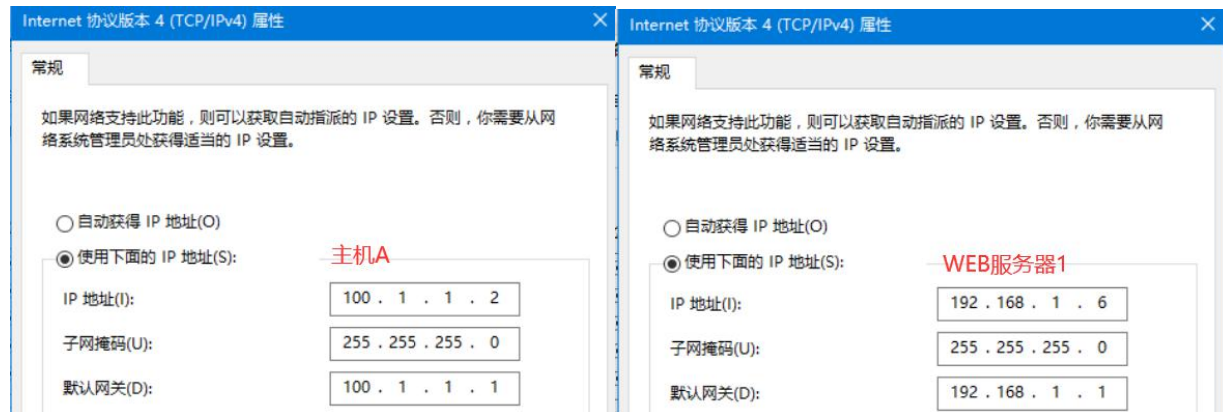 Internet 协议版本 4 (TCP/IPv4) 属性
常规
如果网络支持此功能，则可以获取自动指派的 IP 设置。否则，你需要从网
络系统管理员处获得适当的 IP 设置。
自动获得 IP 地址(O)
使用下面的 IP 地址(S):
主机A
IP 地址(I):
100 . 1 . 1 . 2
子网掩码(U):
255 . 255 . 255 . 0
默认网关(D):
100 . 1 . 1 . 1
Internet 协议版本 4 (TCP/IPv4) 属性
常规
如果网络支持此功能，则可以获取自动指派的 IP 设置。否则，你需要从网
络系统管理员处获得适当的 IP 设置。
自动获得 IP 地址(O)
使用下面的 IP 地址(S):
WEB服务器1
IP 地址(I):
192 . 168 . 1 . 6
子网掩码(U):
255 . 255 . 255 . 0
默认网关(D):
192 . 168 . 1 . 1